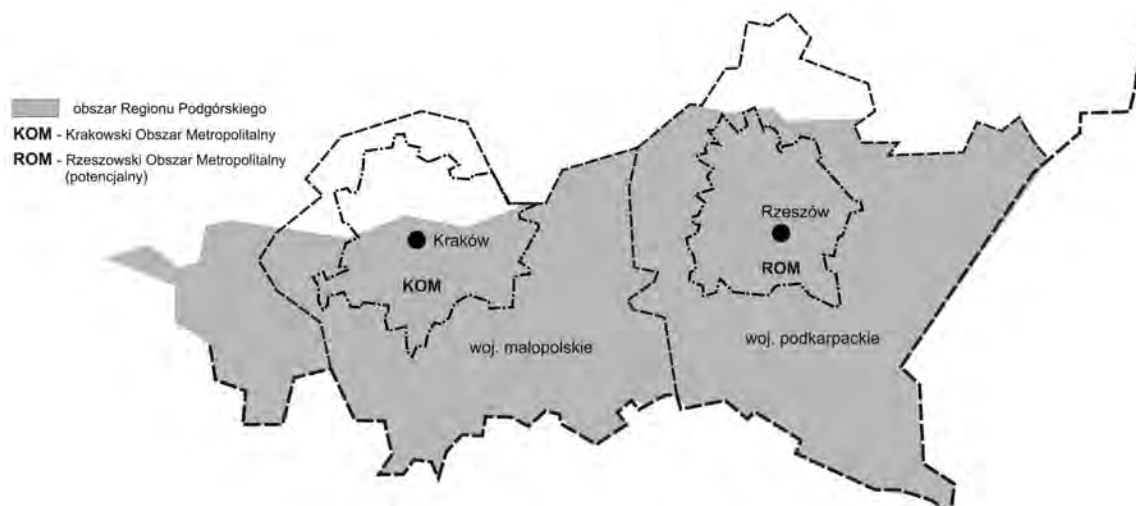 obszar Regionu Podgórskiego
KOM - Krakowski Obszar Metropolitalny
ROM - Rzeszowski Obszar Metropolitalny
(potencjalny)
Rzeszów
Kraków
ROM
KOM
woj. podkarpackie
woj. małopolskie